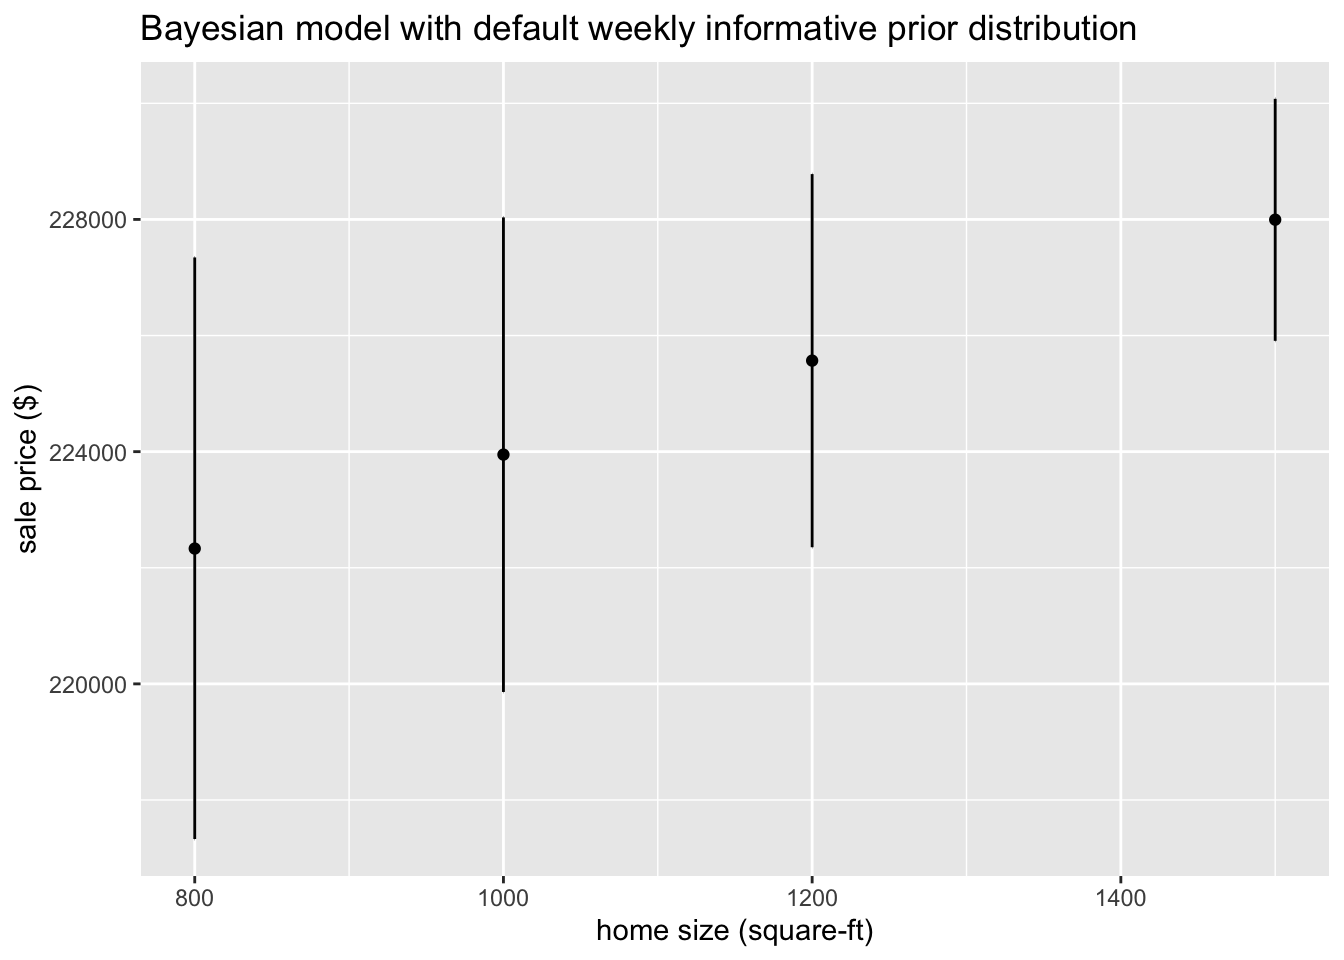 Bayesian model with default weekly informative prior distribution
228000
224000
220000
sale price ($)
800 1000 1200 1400
home size (square-ft)